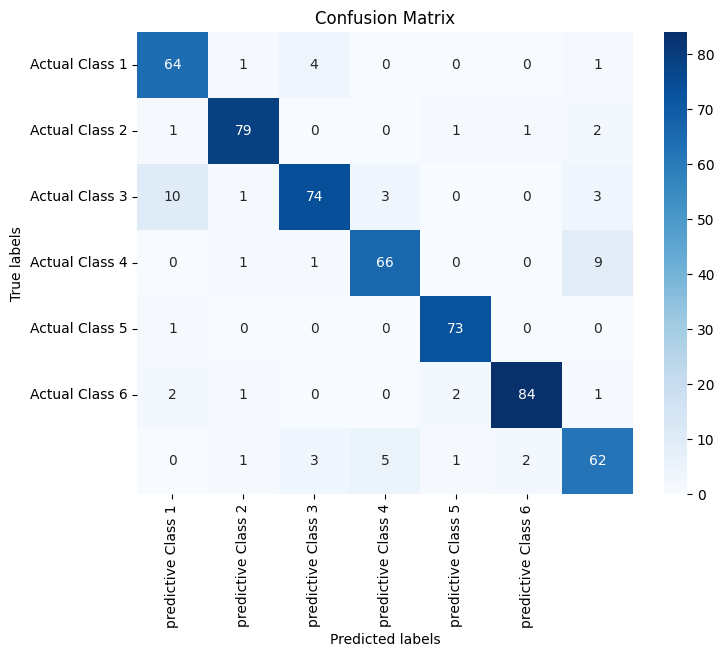 Confusion Matrix
Actual Class 1 64 1 4 0 0 0 1
Actual Class 2 1 79 0 0 1 1 2
Actual Class 3 10 1 74 3 0 0 3
Actual Class 4 0 1 1 66 0 0 9
Actual Class 5 1 0 0 0 73 0 0
Actual Class 6 2 1 0 0 2 84 1
0 1 3 5 1 2 62
True labels
predictive Class 1
predictive Class 2
predictive Class 3
predictive Class 4
predictive Class 5
predictive Class 6
Predicted labels
80
70
60
50
40
30
20
10
0